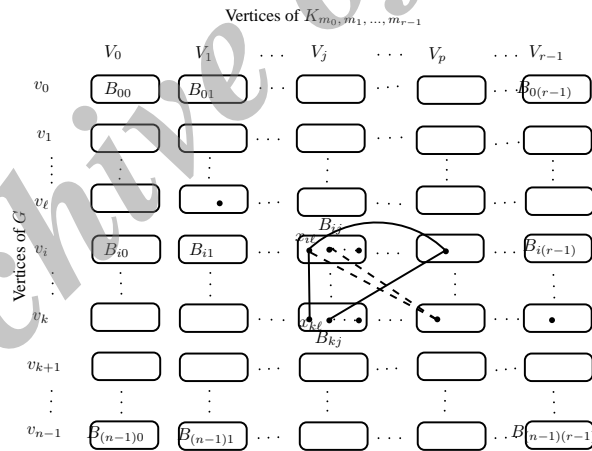 Vertices of K_{m_0, m_1, ..., m_{r-1}}
V_0 V_1 . . . V_j . . . V_p . . . V_{r-1}
v_0 B_{00} B_{01} . . . . . . . . . B_{0(r-1)}
v_1 . . . . . . . . .
v_ℓ . . . . . . . . .
B_{ij}
x_{iℓ}
v_i B_{i0} B_{i1} . . . . . . . . . B_{i(r-1)}
v_k . . . . . . . . .
x_{kℓ}
B_{kj}
v_{k+1} . . . . . . . . .
v_{n-1} B_{(n-1)0} B_{(n-1)1} . . . . . . . . . B_{(n-1)(r-1)}
Vertices of G
chive of